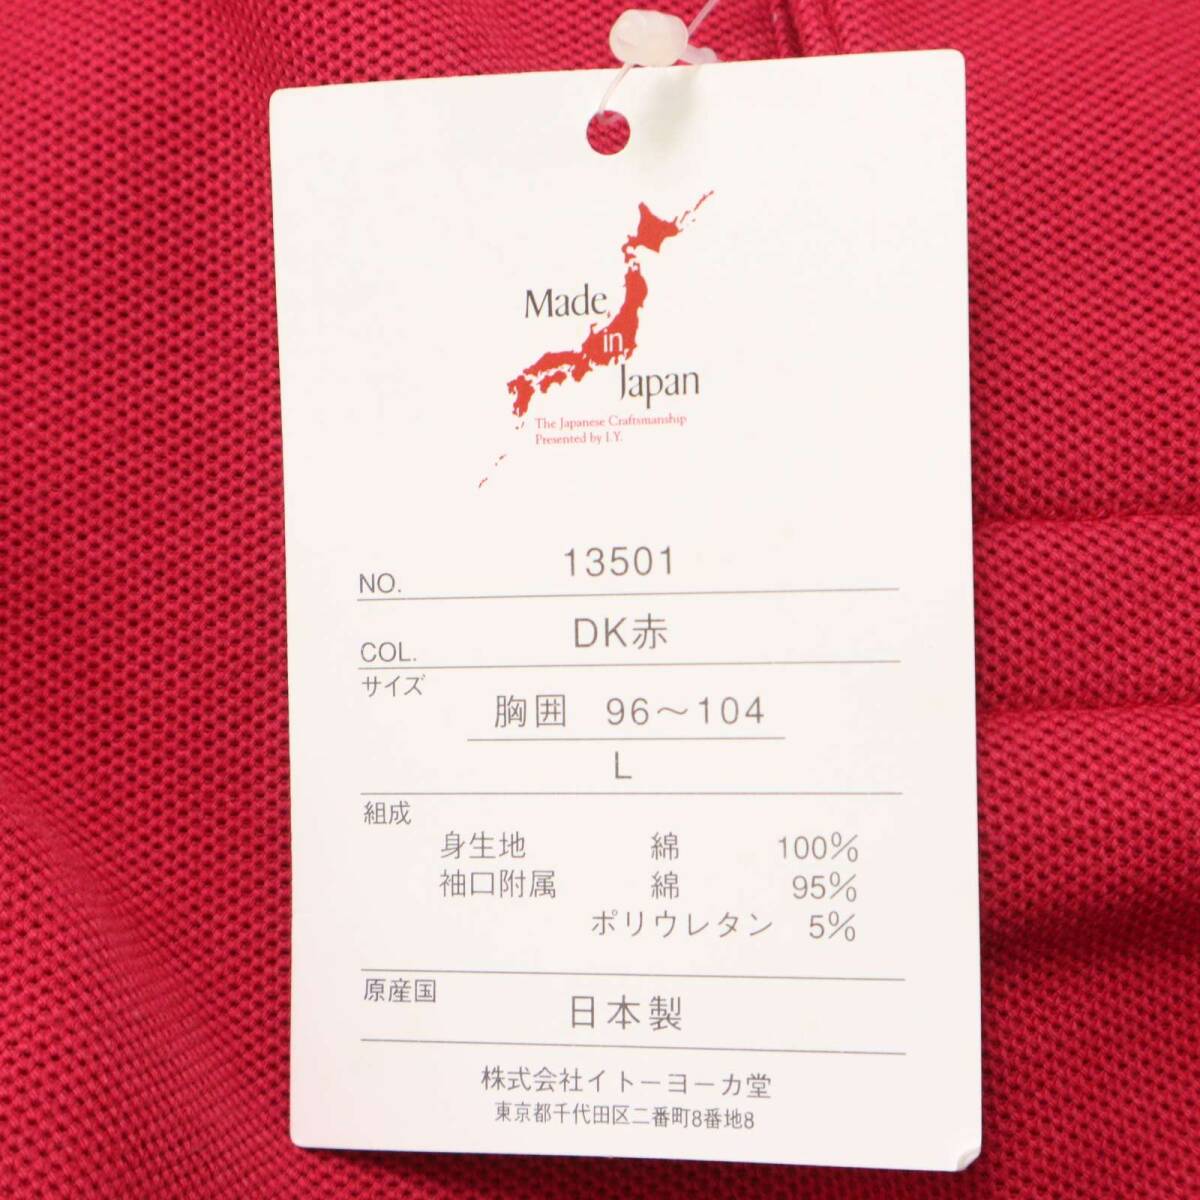 Made
in
Japan
The Japanese Craftsmanship
Presented by I.Y.
NO. 13501
COL. DK赤
サイズ
胸囲 96～104
L
組成
身生地 綿 100%
袖口附属 綿 95%
ポリウレタン 5%
原産国
日本製
株式会社イトーヨーカ堂
東京都千代田区二番町8番地8